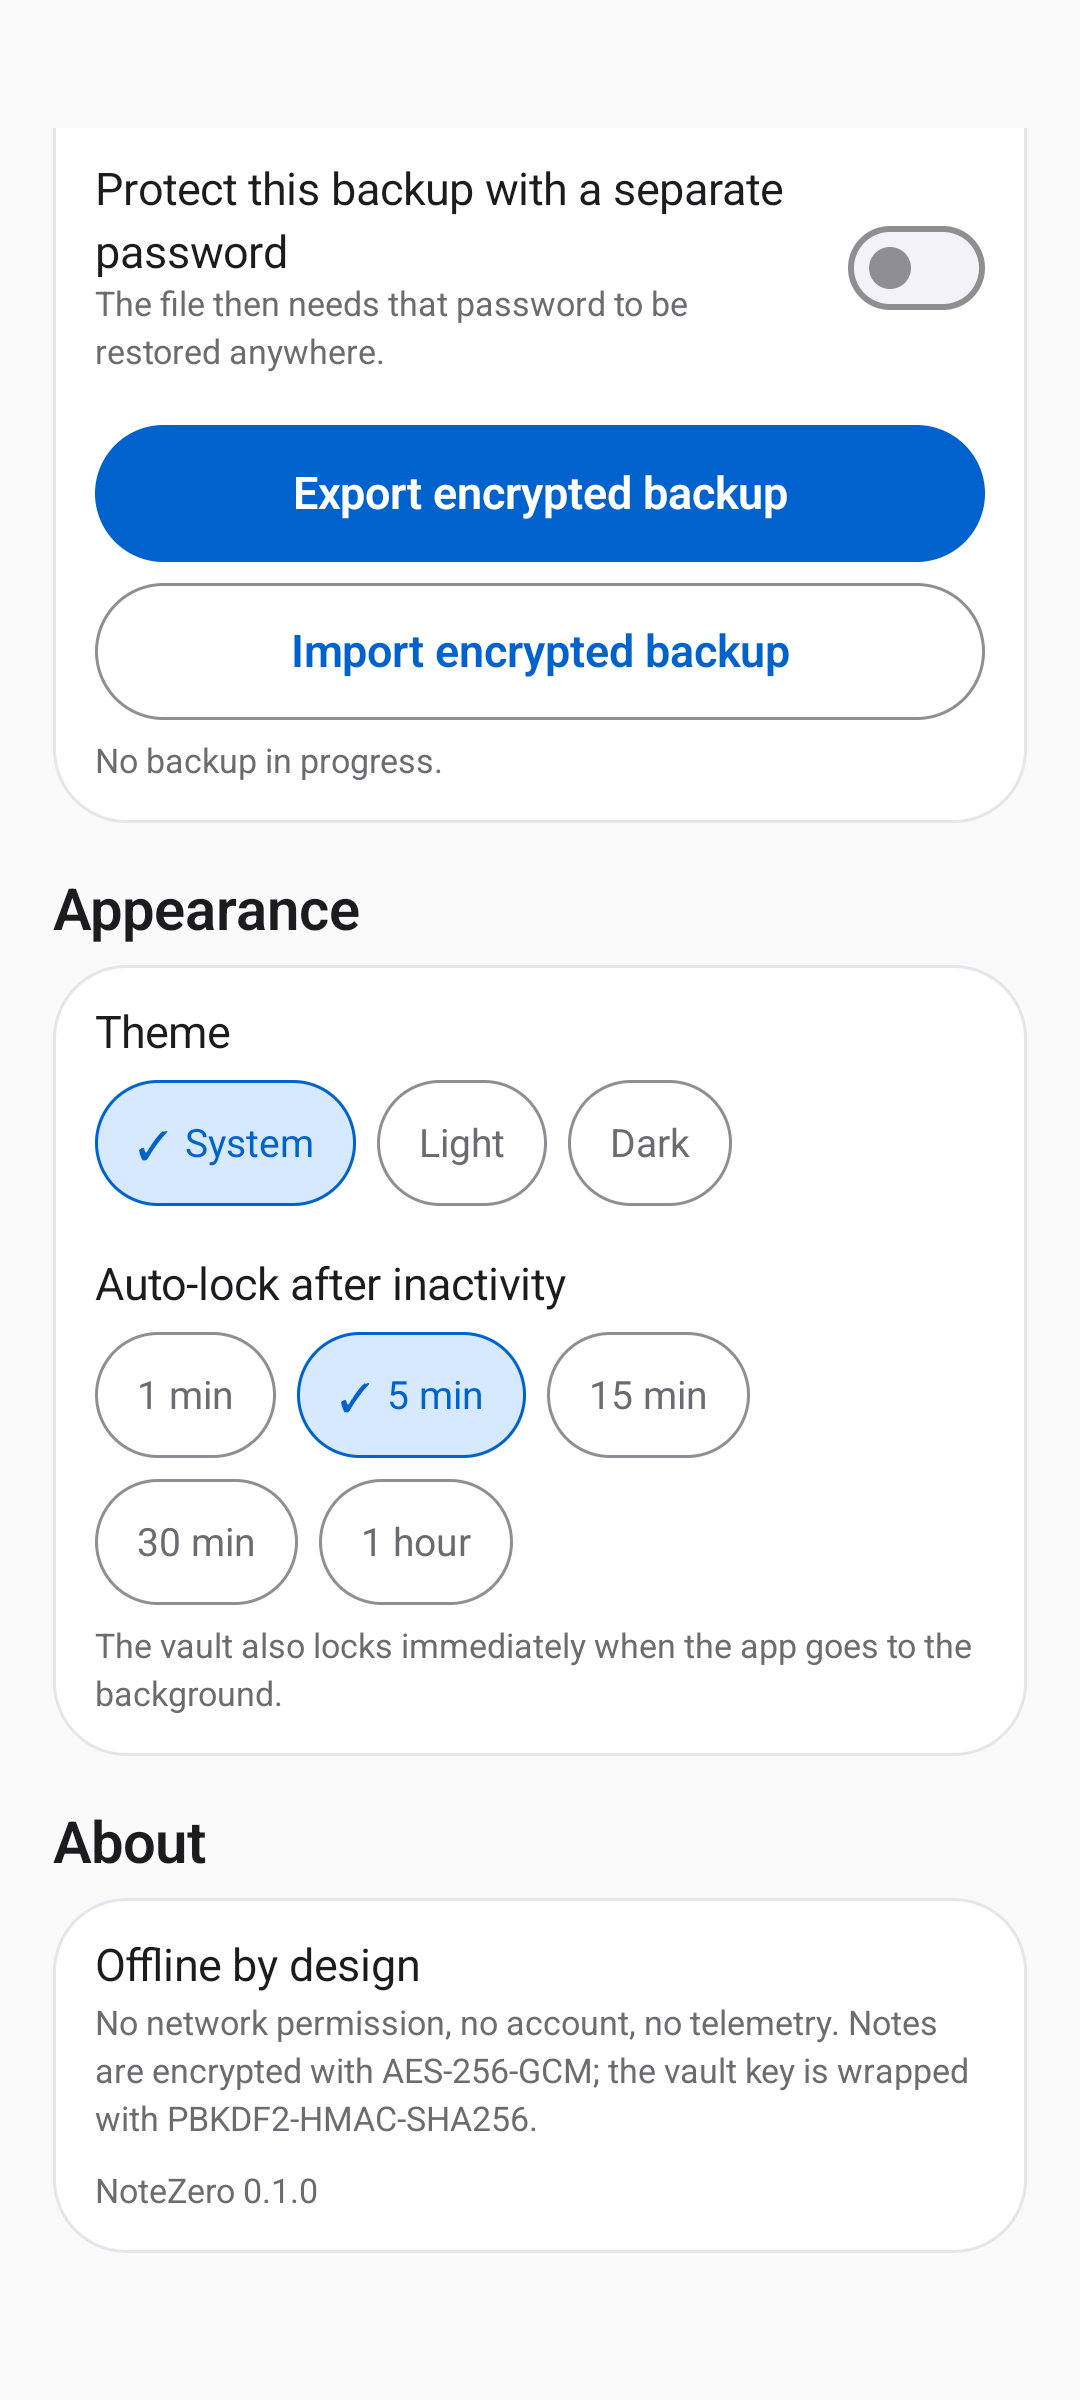 Protect this backup with a separate
password
The file then needs that password to be
restored anywhere.
Export encrypted backup
Import encrypted backup
No backup in progress.
Appearance
Theme
✓ System
Light
Dark
Auto-lock after inactivity
1 min
✓ 5 min
15 min
30 min
1 hour
The vault also locks immediately when the app goes to the
background.
About
Offline by design
No network permission, no account, no telemetry. Notes
are encrypted with AES-256-GCM; the vault key is wrapped
with PBKDF2-HMAC-SHA256.
NoteZero 0.1.0